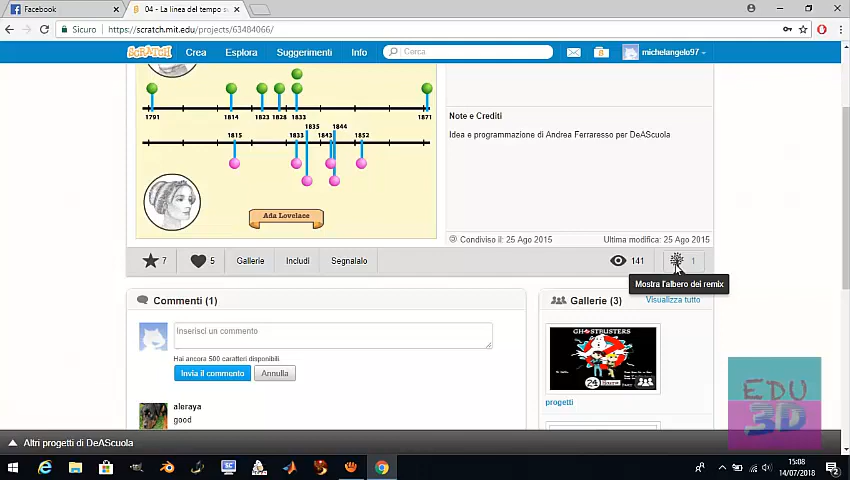 Facebook
04 - La linea del tempo s
Sicuro
https://scratch.mit.edu/projects/63484066/
SCRATCH
Crea
Esplora
Suggerimenti
Info
Cerca
michelangelo97
1791
1814
1823
1828
1833
1871
1835
1844
1815
1833
1843
1852
Ada Lovelace
Note e Crediti
Idea e programmazione di Andrea Ferraresso per DeAScuola
Condiviso il: 25 Ago 2015
Ultima modifica: 25 Ago 2015
7
5
Gallerie
Includi
Segnalalo
141
1
Mostra l'albero dei remix
Commenti (1)
Gallerie (3)
Visualizza tutto
Inserisci un commento
Hai ancora 500 caratteri disponibili
Invia il commento
Annulla
GHOSTBUSTERS
progetti
aleraya
good
EDU
3D
Altri progetti di DeAScuola
15:08
14/07/2018